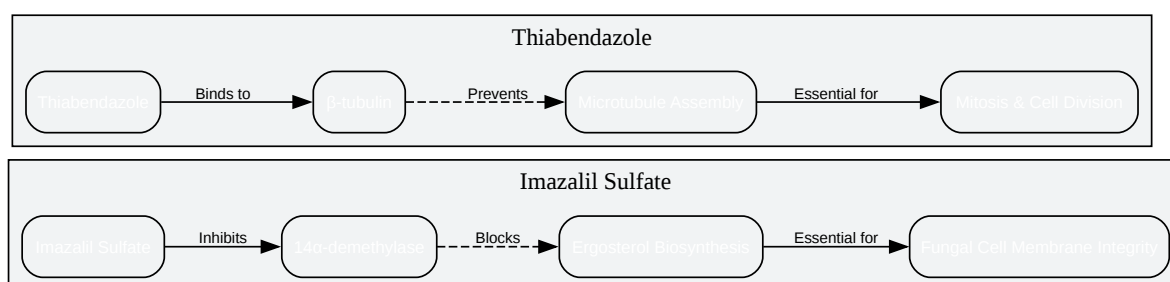 Thiabendazole
Thiabendazole Binds to β-tubulin Prevents Microtubule Assembly Essential for Mitosis & Cell Division
Imazalil Sulfate
Imazalil Sulfate Inhibits 14α-demethylase Blocks Ergosterol Biosynthesis Essential for Fungal Cell Membrane Integrity